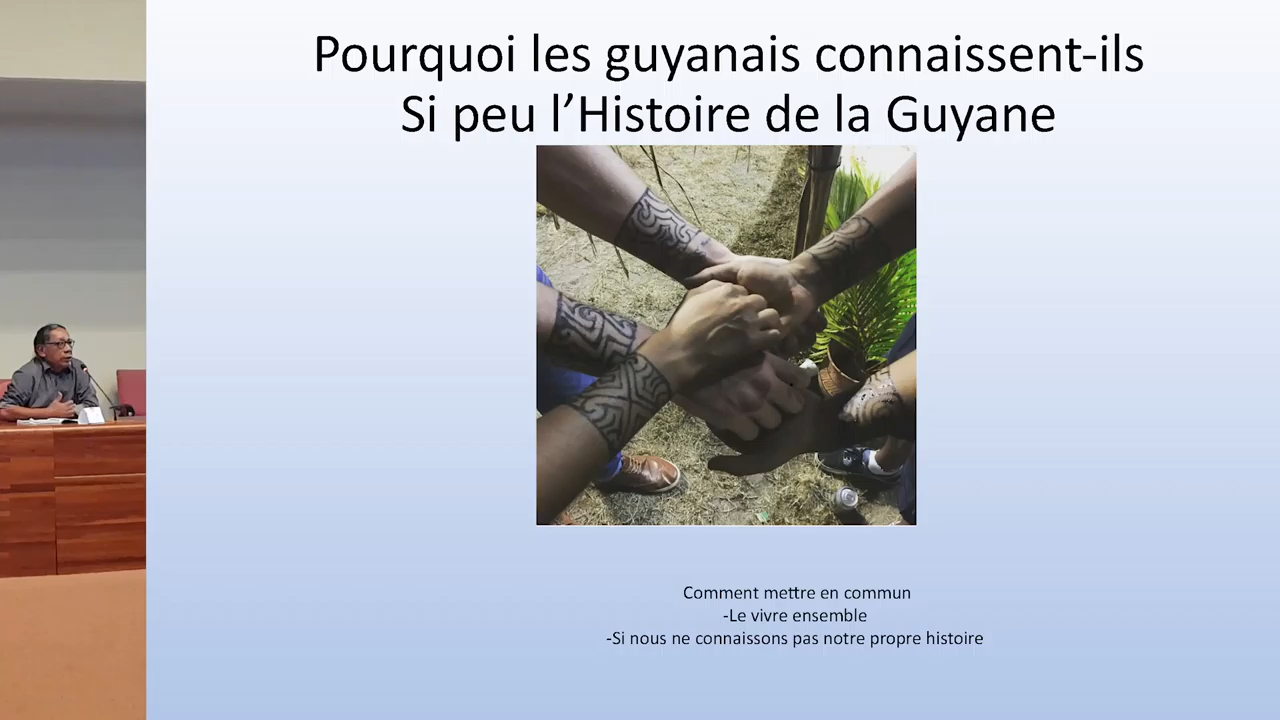 Pourquoi les guyanais connaissent-ils
Si peu l’Histoire de la Guyane
Comment mettre en commun
-Le vivre ensemble
-Si nous ne connaissons pas notre propre histoire